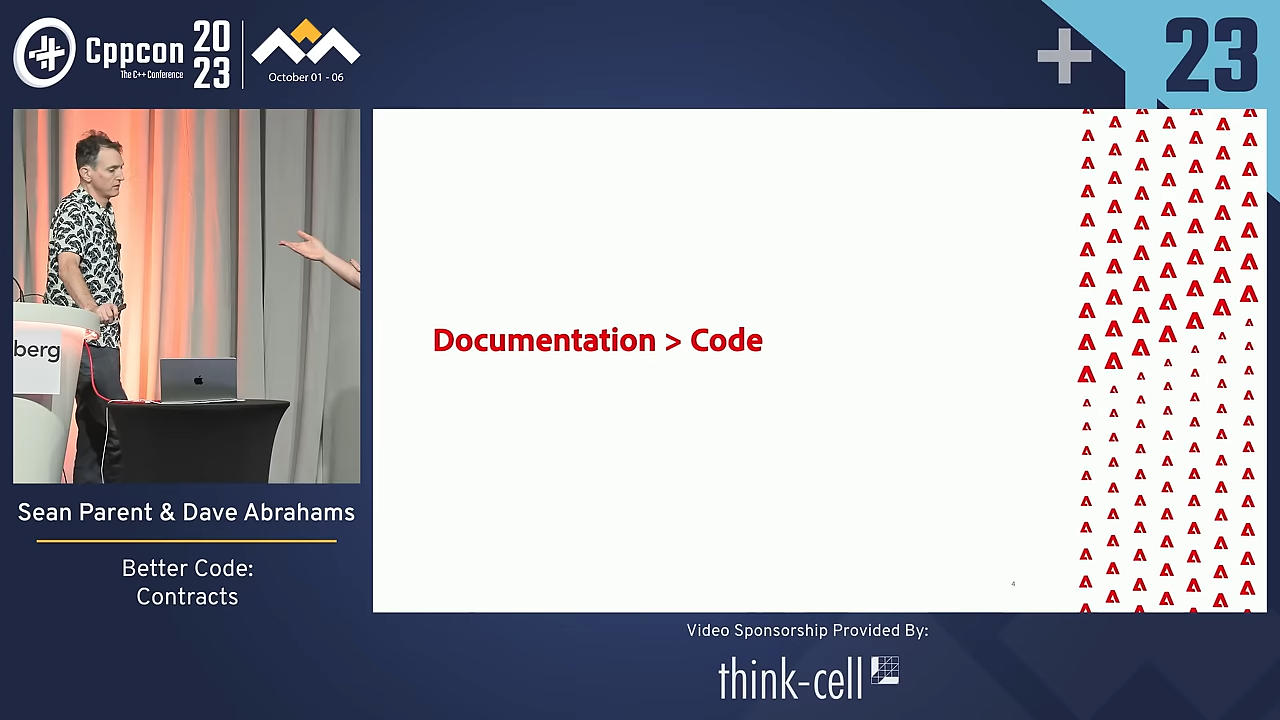 Cppcon
The C++ Conference
20
23
October 01 - 06
23
berg
Documentation > Code
4
Sean Parent & Dave Abrahams
Better Code:
Contracts
Video Sponsorship Provided By:
think-cell